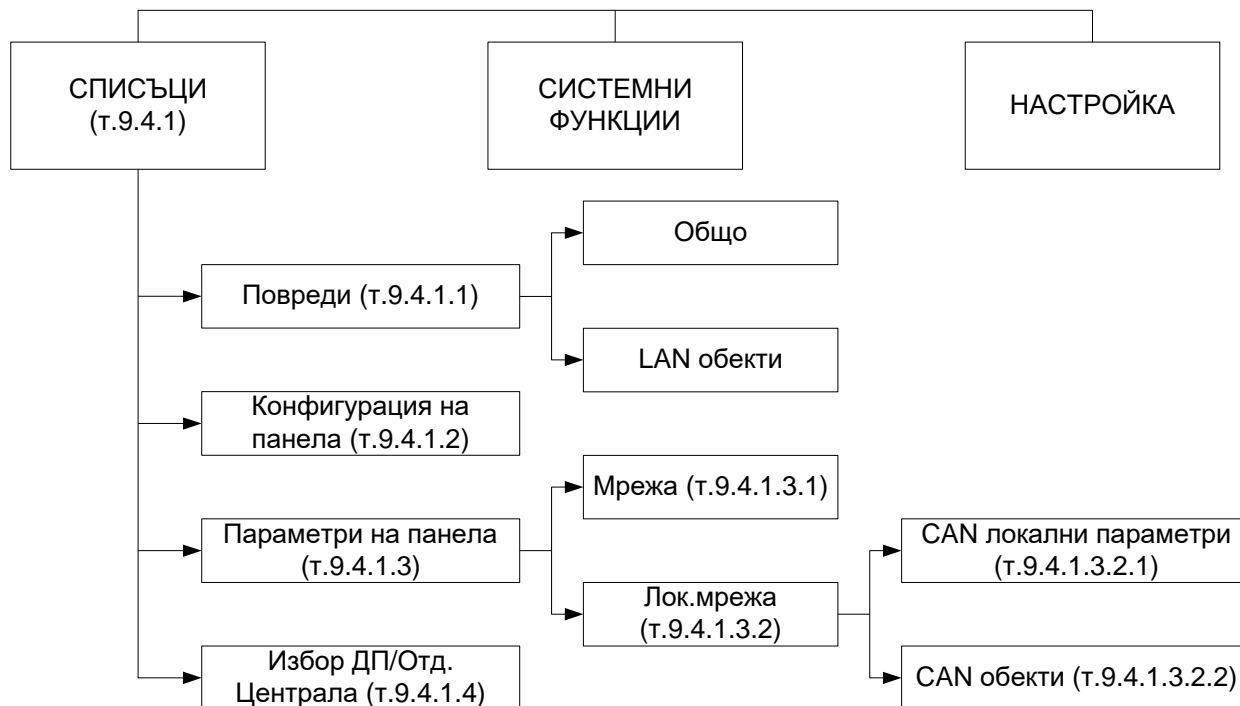 СПИСЪЦИ
(т.9.4.1)
СИСТЕМНИ
ФУНКЦИИ
НАСТРОЙКА
Общо
Повреди (т.9.4.1.1)
LAN обекти
Конфигурация на
панела (т.9.4.1.2)
Мрежа (т.9.4.1.3.1)
Параметри на панела
(т.9.4.1.3)
CAN локални параметри
(т.9.4.1.3.2.1)
Лок.мрежа
(т.9.4.1.3.2)
Избор ДП/Отд.
Централа (т.9.4.1.4)
CAN обекти (т.9.4.1.3.2.2)